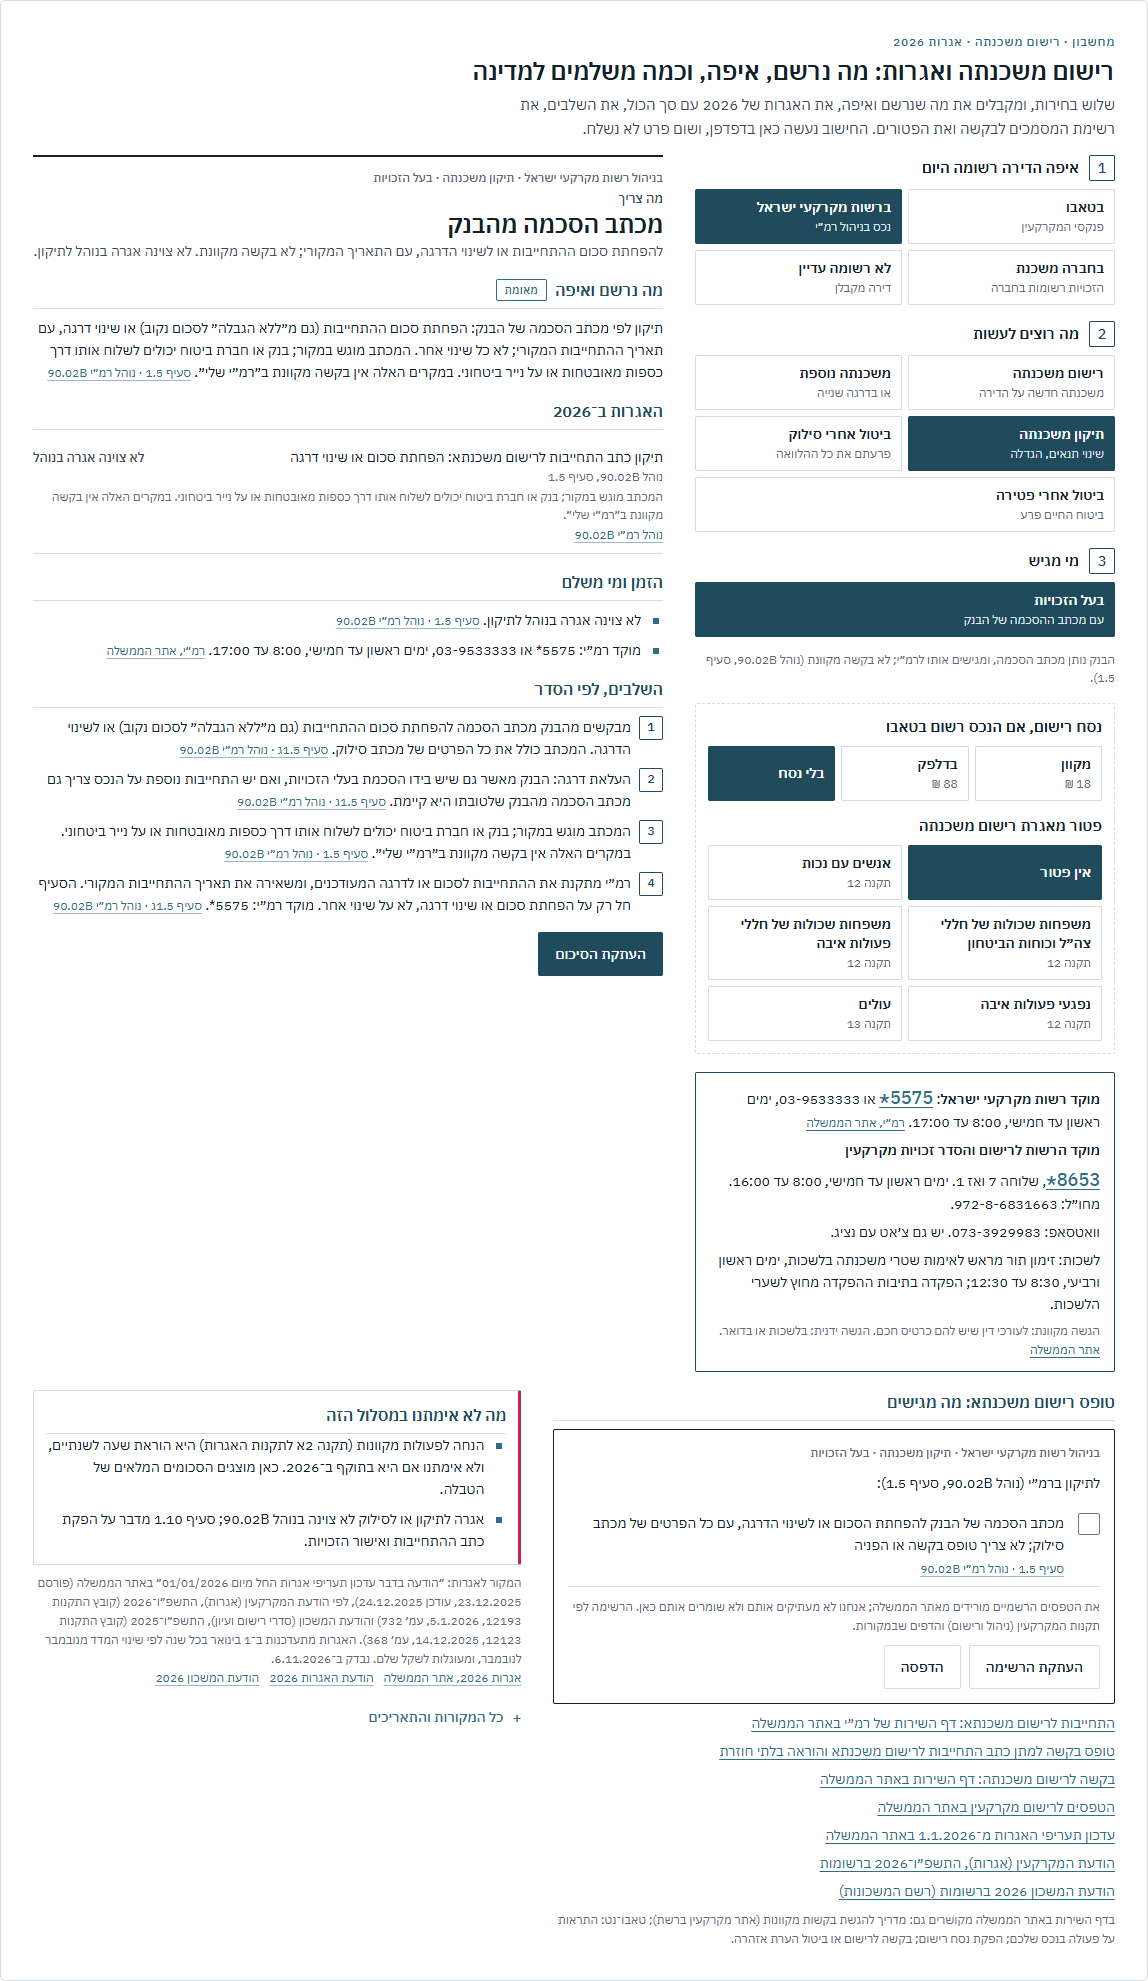 מחשבון · רישום משכנתה · אגרות 2026
רישום משכנתה ואגרות: מה נרשם, איפה, וכמה משלמים למדינה
שלוש בחירות, ומקבלים את מה שנרשם ואיפה, את האגרות של 2026 עם סך הכול, את השלבים, את
רשימת המסמכים לבקשה ואת הפטורים. החישוב נעשה כאן בדפדפן, ושום פרט לא נשלח.
1 איפה הדירה רשומה היום
בטאבו
פנקסי המקרקעין
ברשות מקרקעי ישראל
נכס בניהול רמ״י
בחברה משכנת
הזכויות רשומות בחברה
לא רשומה עדיין
דירה מקבלן
2 מה רוצים לעשות
רישום משכנתה
משכנתה חדשה על הדירה
משכנתה נוספת
או בדרגה שנייה
תיקון משכנתה
שינוי תנאים, הגדלה
ביטול אחרי סילוק
פרעתם את כל ההלוואה
ביטול אחרי פטירה
ביטוח החיים פרע
3 מי מגיש
בעל הזכויות
עם מכתב ההסכמה של הבנק
הבנק נותן מכתב הסכמה, ומגישים אותו לרמ״י; לא בקשה מקוונת (נוהל 90.02B, סעיף
1.5).
נסח רישום, אם הנכס רשום בטאבו
מקוון
18 ₪
בדלפק
88 ₪
בלי נסח
פטור מאגרת רישום משכנתה
אין פטור
אנשים עם נכות
תקנה 12
משפחות שכולות של חללי
צה״ל וכוחות הביטחון
תקנה 12
משפחות שכולות של חללי
פעולות איבה
תקנה 12
נפגעי פעולות איבה
תקנה 12
עולים
תקנה 13
מוקד רשות מקרקעי ישראל: 5575* או 03-9533333, ימים
ראשון עד חמישי, 8:00 עד 17:00. רמ״י, אתר הממשלה
מוקד הרשות לרישום והסדר זכויות מקרקעין
8653*, שלוחה 7 ואז 1. ימים ראשון עד חמישי, 8:00 עד 16:00.
מחו״ל: 972-8-6831663.
וואטסאפ: 073-3929983. יש גם צ׳אט עם נציג.
לשכות: זימון תור מראש לאימות שטרי משכנתה בלשכות, ימים ראשון
ורביעי, 8:30 עד 12:30; הפקדה בתיבות ההפקדה מחוץ לשערי
הלשכות.
הגשה מקוונת: לעורכי דין שיש להם כרטיס חכם. הגשה ידנית: בלשכות או בדואר.
אתר הממשלה
בניהול רשות מקרקעי ישראל · תיקון משכנתה · בעל הזכויות
מה צריך
מכתב הסכמה מהבנק
להפחתת סכום ההתחייבות או לשינוי הדרגה, עם התאריך המקורי; לא בקשה מקוונת. לא צוינה אגרה בנוהל לתיקון.
מה נרשם ואיפה מאומת
תיקון לפי מכתב הסכמה של הבנק: הפחתת סכום ההתחייבות (גם מ״ללא הגבלה״ לסכום נקוב) או שינוי דרגה, עם
תאריך ההתחייבות המקורי; לא כל שינוי אחר. המכתב מוגש במקור; בנק או חברת ביטוח יכולים לשלוח אותו דרך
כספות מאובטחות או על נייר ביטחוני. במקרים האלה אין בקשה מקוונת ב״רמ״י שלי״. סעיף 1.5 · נוהל רמ״י 90.02B
האגרות ב־2026
תיקון כתב התחייבות לרישום משכנתא: הפחתת סכום או שינוי דרגה לא צוינה אגרה בנוהל
נוהל 90.02B, סעיף 1.5
המכתב מוגש במקור; בנק או חברת ביטוח יכולים לשלוח אותו דרך כספות מאובטחות או על נייר ביטחוני. במקרים האלה אין בקשה
מקוונת ב״רמ״י שלי״.
נוהל רמ״י 90.02B
הזמן ומי משלם
לא צוינה אגרה בנוהל לתיקון. סעיף 1.5 · נוהל רמ״י 90.02B
מוקד רמ״י: 5575* או 03-9533333, ימים ראשון עד חמישי, 8:00 עד 17:00. רמ״י, אתר הממשלה
השלבים, לפי הסדר
1 מבקשים מהבנק מכתב הסכמה להפחתת סכום ההתחייבות (גם מ״ללא הגבלה״ לסכום נקוב) או לשינוי
הדרגה. המכתב כולל את כל הפרטים של מכתב סילוק. סעיף 1.5ג · נוהל רמ״י 90.02B
2 העלאת דרגה: הבנק מאשר גם שיש בידו הסכמת בעלי הזכויות, ואם יש התחייבות נוספת על הנכס צריך גם
מכתב הסכמה מהבנק שלטובתו היא קיימת. סעיף 1.5ג · נוהל רמ״י 90.02B
3 המכתב מוגש במקור; בנק או חברת ביטוח יכולים לשלוח אותו דרך כספות מאובטחות או על נייר ביטחוני.
במקרים האלה אין בקשה מקוונת ב״רמ״י שלי״. סעיף 1.5 · נוהל רמ״י 90.02B
4 רמ״י מתקנת את ההתחייבות לסכום או לדרגה המעודכנים, ומשאירה את תאריך ההתחייבות המקורי. הסעיף
חל רק על הפחתת סכום או שינוי דרגה, לא על שינוי אחר. מוקד רמ״י: 5575*. סעיף 1.5ג · נוהל רמ״י 90.02B
העתקת הסיכום
טופס רישום משכנתא: מה מגישים
בניהול רשות מקרקעי ישראל · תיקון משכנתה · בעל הזכויות
לתיקון ברמ״י (נוהל 90.02B, סעיף 1.5):
מכתב הסכמה של הבנק להפחתת הסכום או לשינוי הדרגה, עם כל הפרטים של מכתב
סילוק; לא צריך טופס בקשה או הפניה
סעיף 1.5 · נוהל רמ״י 90.02B
את הטפסים הרשמיים מורידים מאתר הממשלה; אנחנו לא מעתיקים אותם ולא שומרים אותם כאן. הרשימה לפי
תקנות המקרקעין (ניהול ורישום) והדפים שבמקורות.
העתקת הרשימה
הדפסה
התחייבות לרישום משכנתא: דף השירות של רמ״י באתר הממשלה
טופס בקשה למתן כתב התחייבות לרישום משכנתא והוראה בלתי חוזרת
בקשה לרישום משכנתה: דף השירות באתר הממשלה
הטפסים לרישום מקרקעין באתר הממשלה
עדכון תעריפי האגרות מ־1.1.2026 באתר הממשלה
הודעת המקרקעין (אגרות), התשפ״ו־2026 ברשומות
הודעת המשכון 2026 ברשומות (רשם המשכונות)
בדף השירות באתר הממשלה מקושרים גם: מדריך להגשת בקשות מקוונות (אתר מקרקעין ברשת); טאבו־נט: התראות
על פעולה בנכס שלכם; הפקת נסח רישום; בקשה לרישום או ביטול הערת אזהרה.
מה לא אימתנו במסלול הזה
הנחה לפעולות מקוונות (תקנה 2א לתקנות האגרות) היא הוראת שעה לשנתיים,
ולא אימתנו אם היא בתוקף ב־2026. כאן מוצגים הסכומים המלאים של
הטבלה.
אגרה לתיקון או לסילוק לא צוינה בנוהל 90.02B; סעיף 1.10 מדבר על הפקת
כתב ההתחייבות ואישור הזכויות.
המקור לאגרות: ״הודעה בדבר עדכון תעריפי אגרות החל מיום 01/01/2026״ באתר הממשלה (פורסם
23.12.2025, עודכן 24.12.2025), לפי הודעת המקרקעין (אגרות), התשפ״ו־2026 (קובץ התקנות
12193, 5.1.2026, עמ׳ 732) והודעת המשכון (סדרי רישום ועיון), התשפ״ו־2025 (קובץ התקנות
12123, 14.12.2025, עמ׳ 368). האגרות מתעדכנות ב־1 בינואר בכל שנה לפי שינוי המדד מנובמבר
לנובמבר, ומעוגלות לשקל שלם. נבדק ב־6.11.2026.
אגרות 2026, אתר הממשלה הודעת האגרות 2026 הודעת המשכון 2026
+ כל המקורות והתאריכים